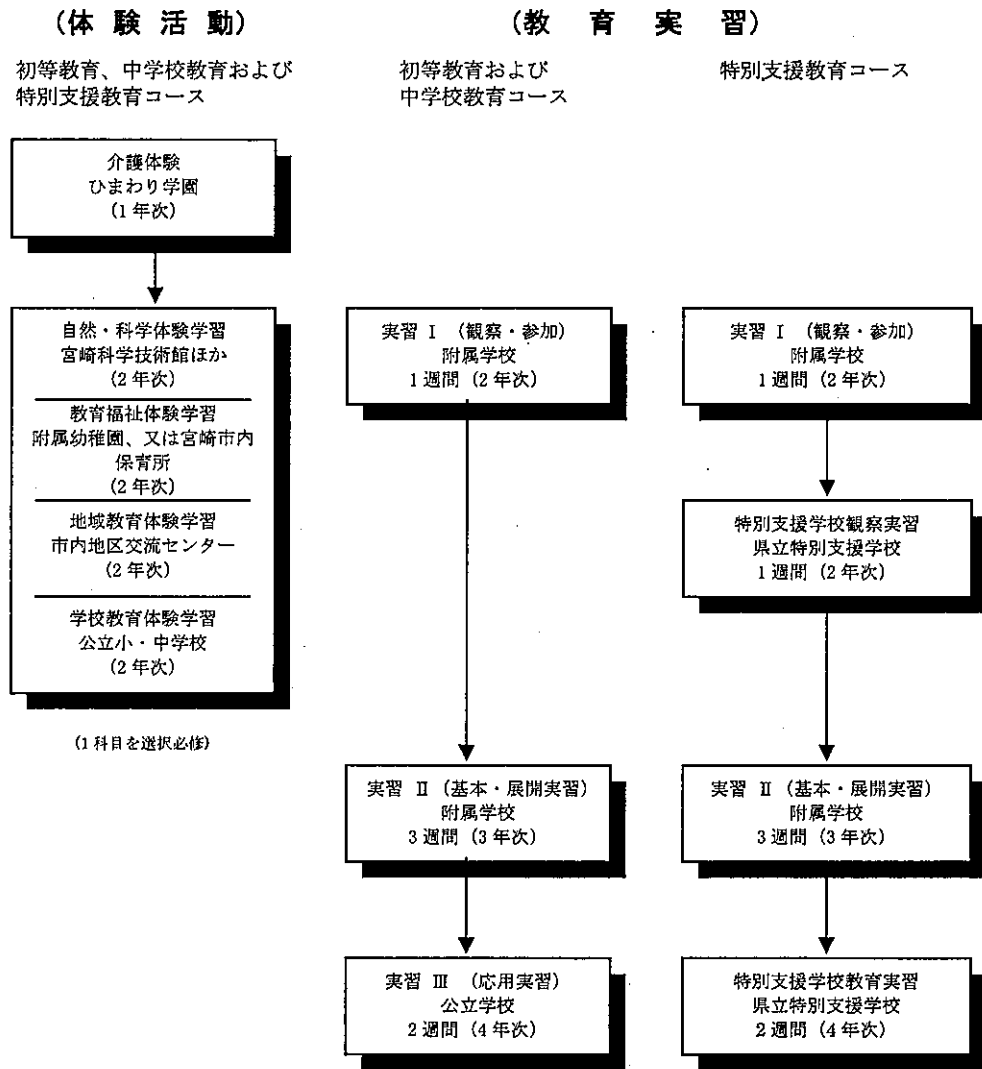 (体 験 活 動)
初等教育、中学校教育および
特別支援教育コース
介護体験
ひまわり学園
(1 年次)
自然・科学体験学習
宮崎科学技術館ほか
(2 年次)
教育福祉体験学習
附属幼稚園、又は宮崎市内
保育所
(2 年次)
地域教育体験学習
市内地区交流センター
(2 年次)
学校教育体験学習
公立小・中学校
(2 年次)
(1 科目を選択必修)
(教 育 実 習)
初等教育および
中学校教育コース
実習 Ⅰ (観察・参加)
附属学校
1 週間 (2 年次)
実習 Ⅱ (基本・展開実習)
附属学校
3 週間 (3 年次)
実習 Ⅲ (応用実習)
公立学校
2 週間 (4 年次)
特別支援教育コース
実習 Ⅰ (観察・参加)
附属学校
1 週間 (2 年次)
特別支援学校観察実習
県立特別支援学校
1 週間 (2 年次)
実習 Ⅱ (基本・展開実習)
附属学校
3 週間 (3 年次)
特別支援学校教育実習
県立特別支援学校
2 週間 (4 年次)